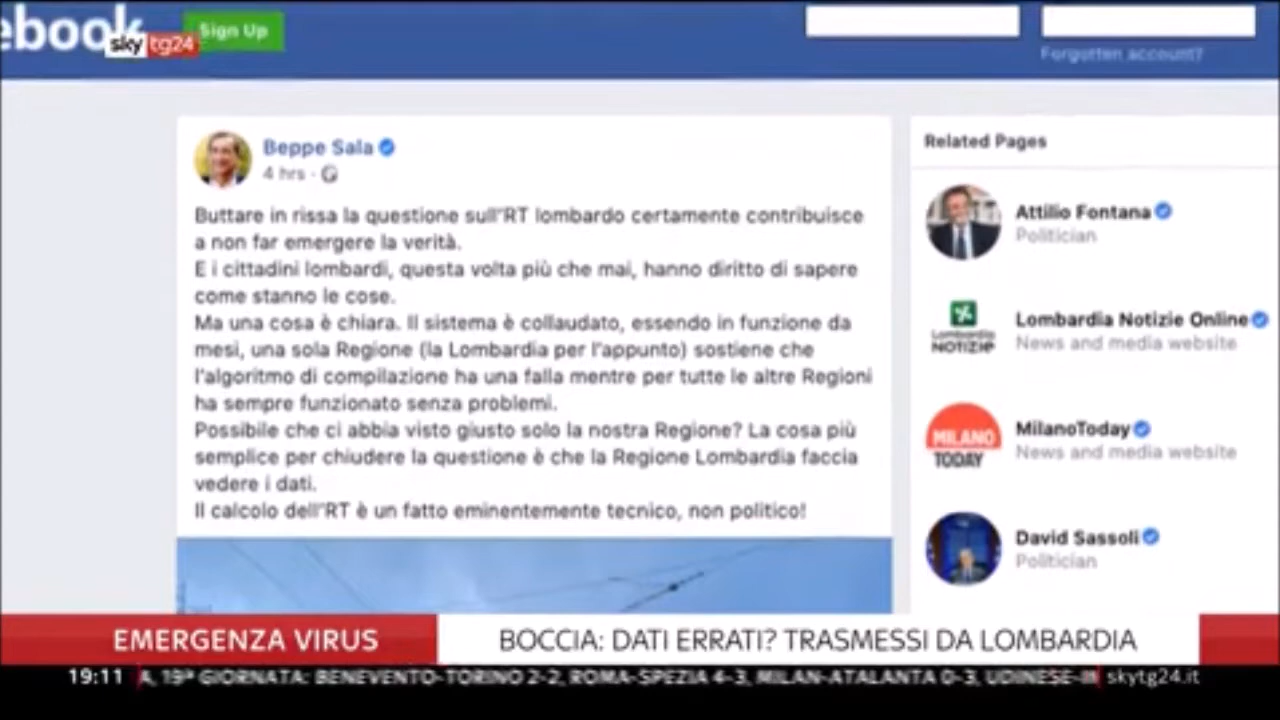 ebook
sky tg24
Sign Up
Forgotten account?
Beppe Sala
4 hrs ·
Buttare in rissa la questione sull'RT lombardo certamente contribuisce
a non far emergere la verità.
E i cittadini lombardi, questa volta più che mai, hanno diritto di sapere
come stanno le cose.
Ma una cosa è chiara. Il sistema è collaudato, essendo in funzione da
mesi, una sola Regione (la Lombardia per l'appunto) sostiene che
l'algoritmo di compilazione ha una falla mentre per tutte le altre Regioni
ha sempre funzionato senza problemi.
Possibile che ci abbia visto giusto solo la nostra Regione? La cosa più
semplice per chiudere la questione è che la Regione Lombardia faccia
vedere i dati.
Il calcolo dell'RT è un fatto eminentemente tecnico, non politico!
Related Pages
Attilio Fontana
Politician
Lombardia
NOTIZIE
Lombardia Notizie Online
News and media website
MILANO
TODAY
MilanoToday
News and media website
David Sassoli
Politician
EMERGENZA VIRUS
BOCCIA: DATI ERRATI? TRASMESSI DA LOMBARDIA
19:11 A, 19ª GIORNATA: BENEVENTO-TORINO 2-2, ROMA-SPEZIA 4-3, MILAN-ATALANTA 0-3, UDINESE-IN skytg24.it